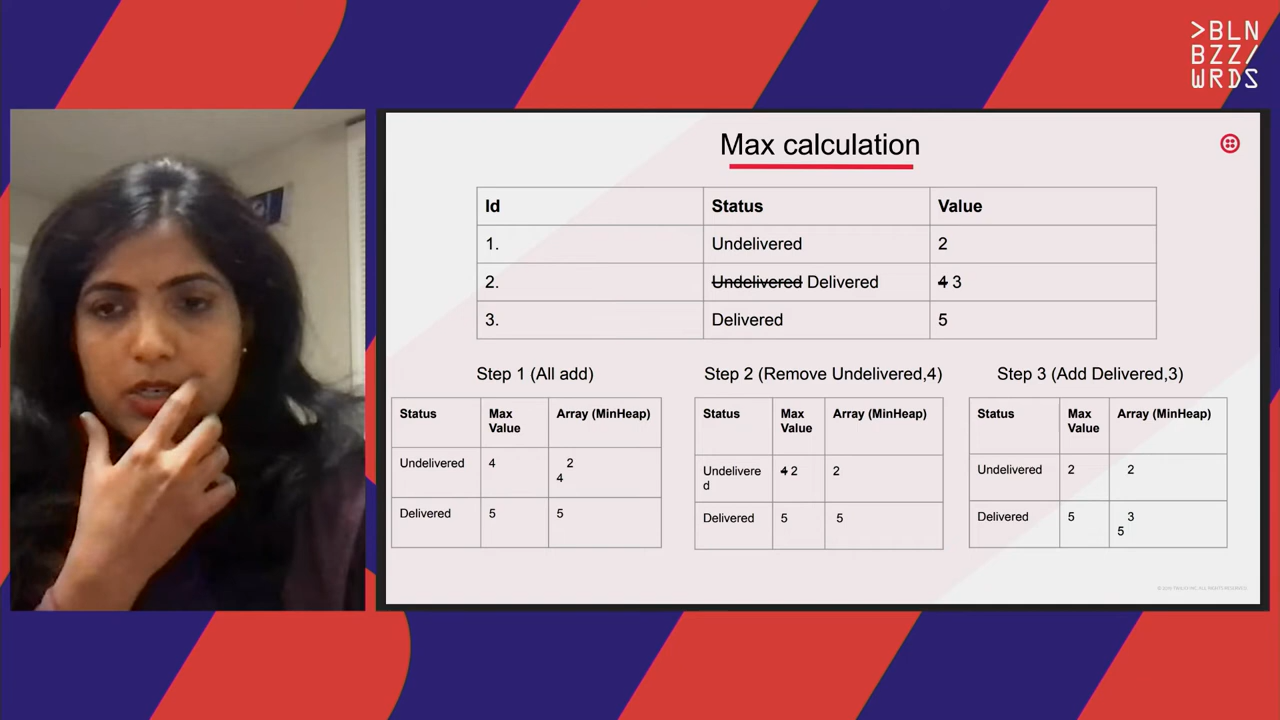 >BLN
BZZ/
WRDS
Max calculation
Id Status Value
1. Undelivered 2
2. Undelivered Delivered 4 3
3. Delivered 5
Step 1 (All add)
Status Max Value Array (MinHeap)
Undelivered 4 2
4
Delivered 5 5
Step 2 (Remove Undelivered,4)
Status Max Value Array (MinHeap)
Undelivere
d 4 2 2
Delivered 5 5
Step 3 (Add Delivered,3)
Status Max Value Array (MinHeap)
Undelivered 2 2
Delivered 5 3
5